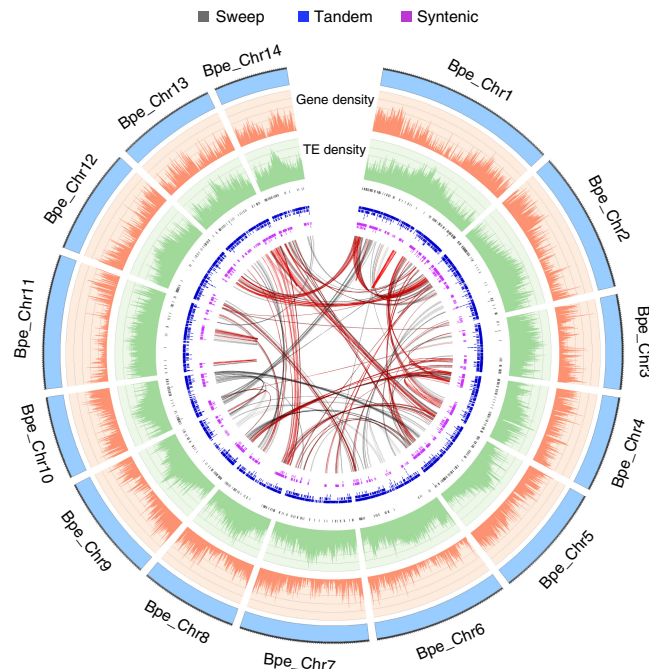 Sweep Tandem Syntenic
Gene density
TE density
Bpe_Chr1
Bpe_Chr2
Bpe_Chr3
Bpe_Chr4
Bpe_Chr5
Bpe_Chr6
Bpe_Chr7
Bpe_Chr8
Bpe_Chr9
Bpe_Chr10
Bpe_Chr11
Bpe_Chr12
Bpe_Chr13
Bpe_Chr14